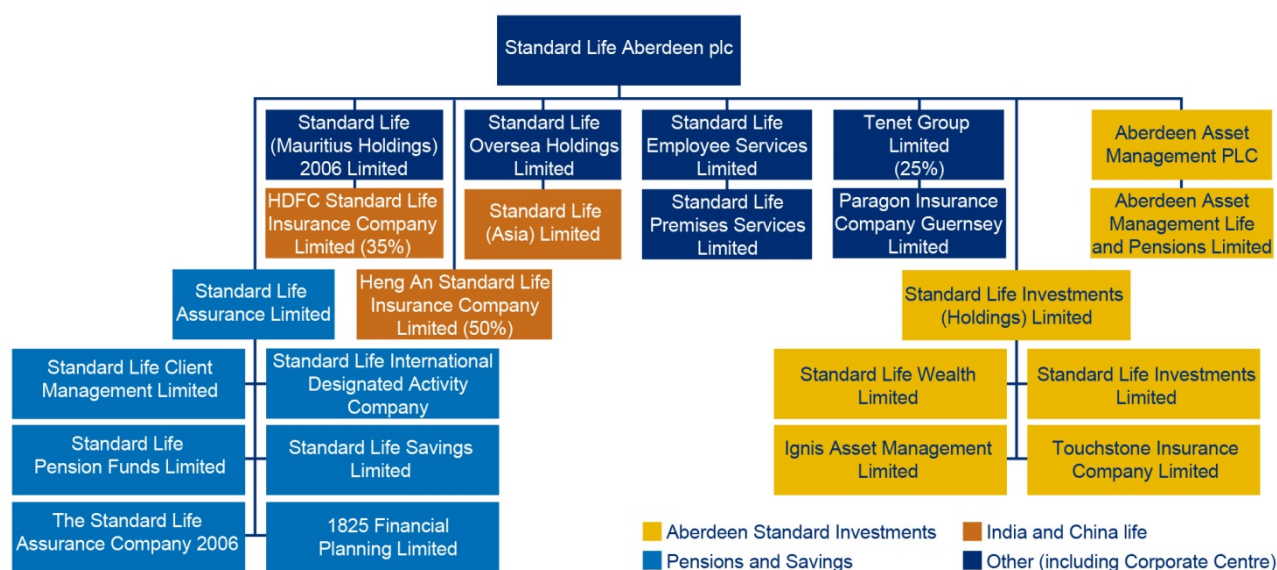 Standard Life Aberdeen plc
Standard Life
(Mauritius Holdings)
2006 Limited
Standard Life
Oversea Holdings
Limited
Standard Life
Employee Services
Limited
Tenet Group
Limited
(25%)
Aberdeen Asset
Management PLC
HDFC Standard Life
Insurance Company
Limited (35%)
Standard Life
(Asia) Limited
Standard Life
Premises Services
Limited
Paragon Insurance
Company Guernsey
Limited
Aberdeen Asset
Management Life
and Pensions Limited
Standard Life
Assurance Limited
Heng An Standard Life
Insurance Company
Limited (50%)
Standard Life Investments
(Holdings) Limited
Standard Life Client
Management Limited
Standard Life International
Designated Activity
Company
Standard Life Wealth
Limited
Standard Life Investments
Limited
Standard Life
Pension Funds Limited
Standard Life Savings
Limited
Ignis Asset Management
Limited
Touchstone Insurance
Company Limited
The Standard Life
Assurance Company 2006
1825 Financial
Planning Limited
Aberdeen Standard Investments
India and China life
Pensions and Savings
Other (including Corporate Centre)